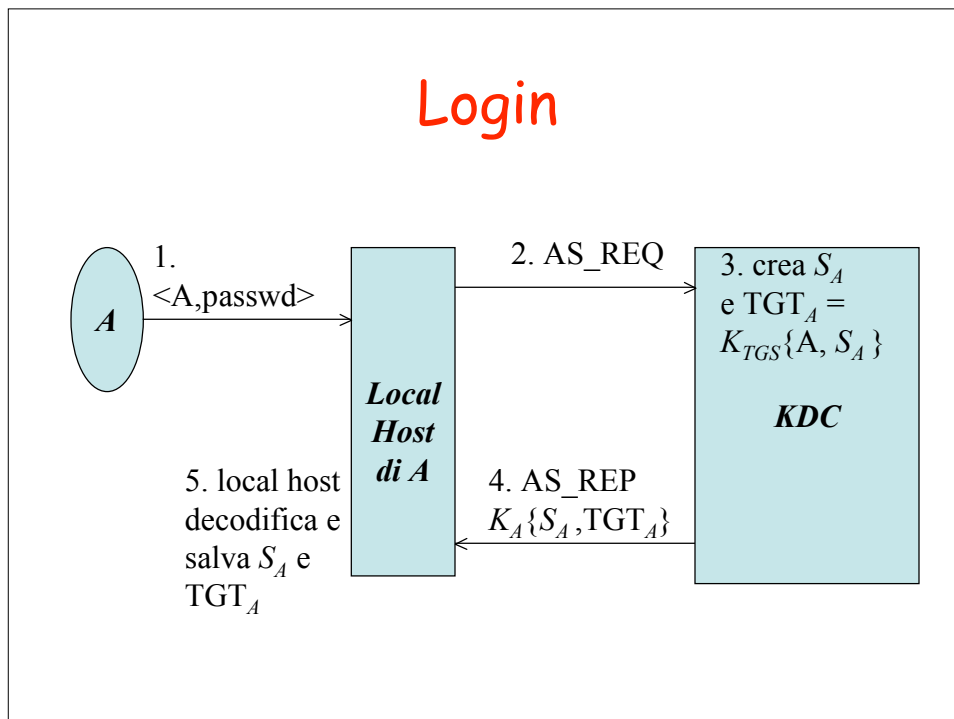 Login
1.
<A,passwd>
A
2. AS_REQ
3. crea S_A
e TGT_A =
K_TGS{A, S_A}
KDC
Local
Host
di A
5. local host
decodifica e
salva S_A e
TGT_A
4. AS_REP
K_A{S_A,TGT_A}